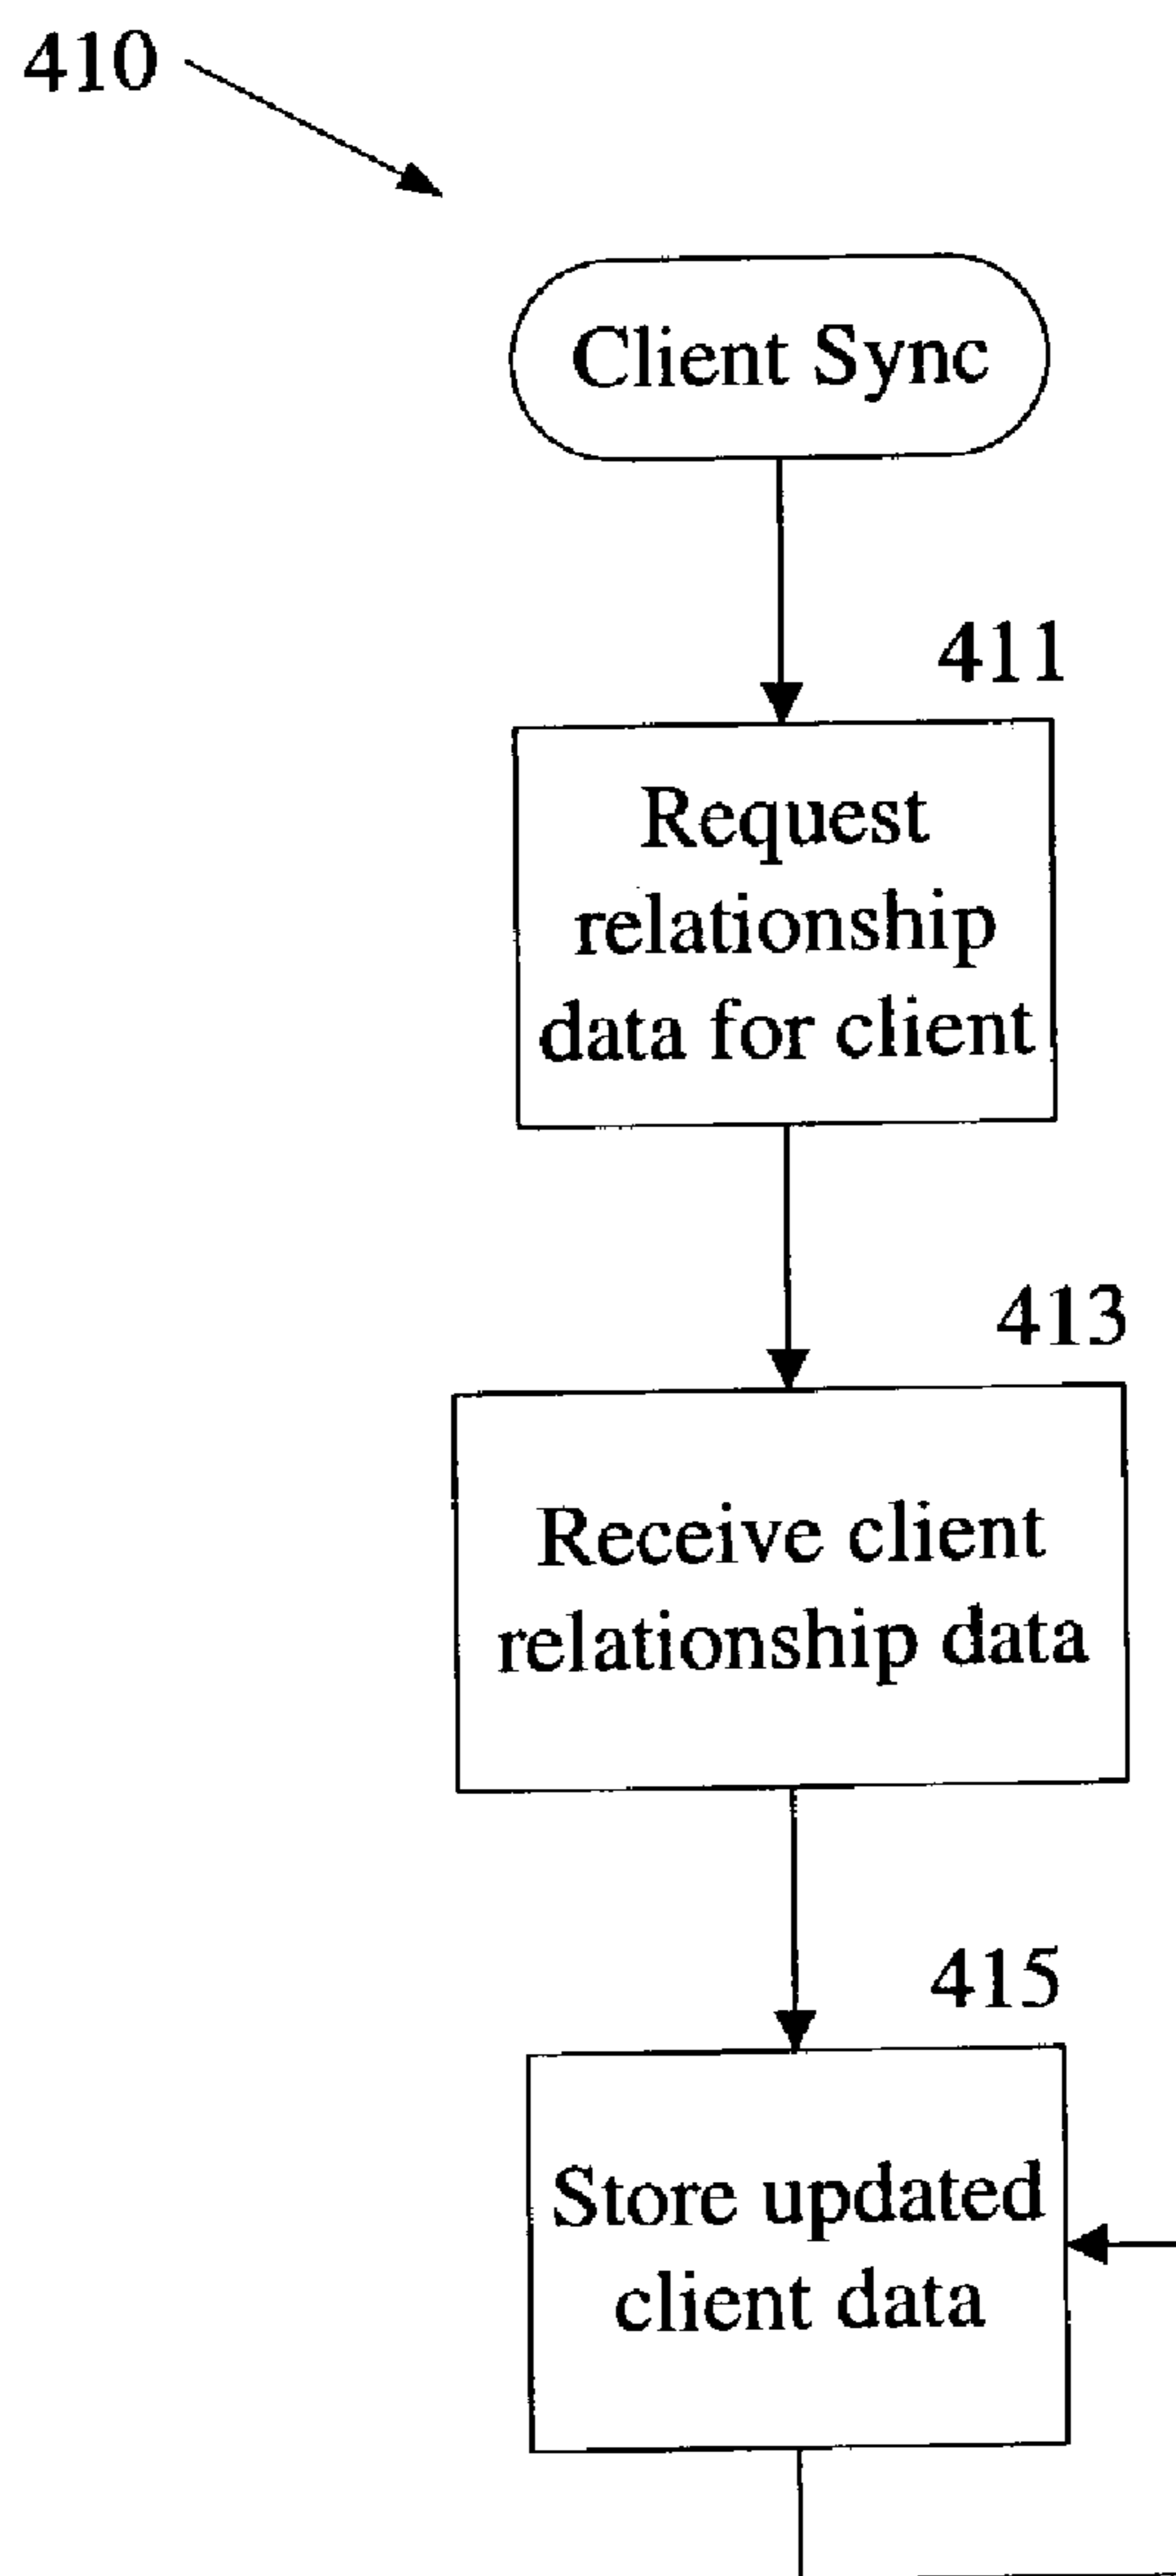 410
Client Sync
411
Request
relationship
data for client
413
Receive client
relationship data
415
Store updated
client data